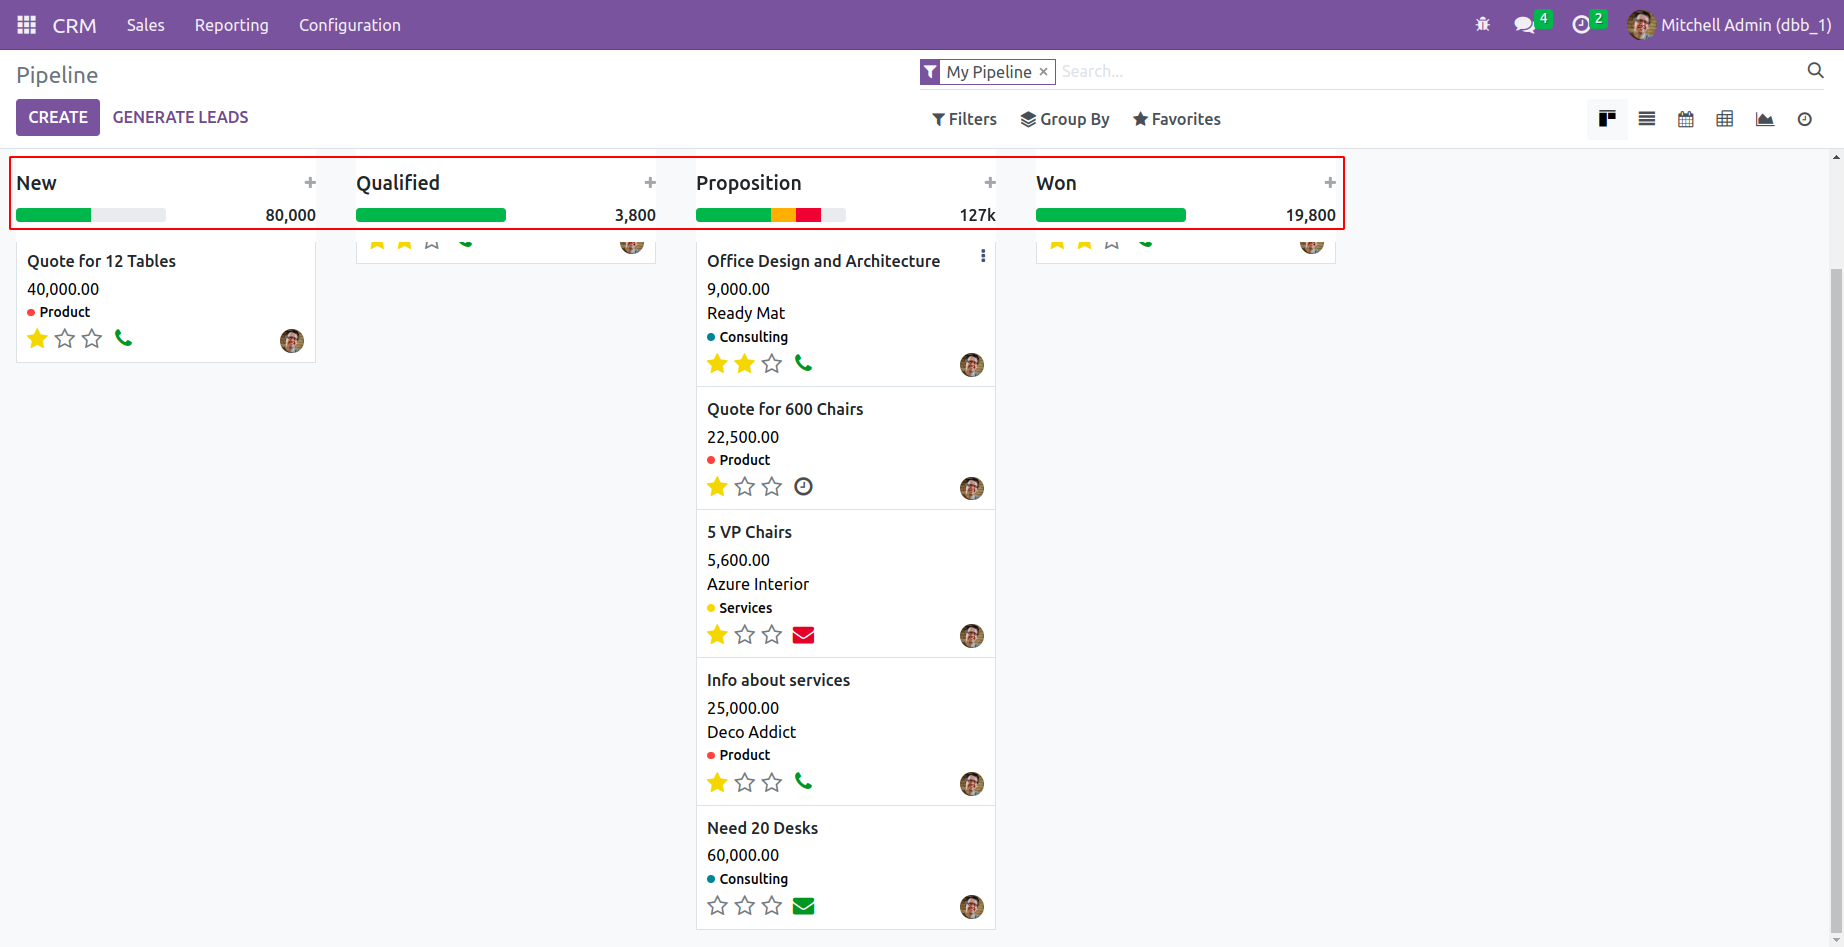 CRM Sales Reporting Configuration 4 2 Mitchell Admin (dbb_1)
Pipeline
My Pipeline × Search...
CREATE GENERATE LEADS
Filters Group By Favorites
New +
80,000
Qualified +
3,800
Proposition +
127k
Won +
19,800
Quote for 12 Tables
40,000.00
Product
Office Design and Architecture
9,000.00
Ready Mat
Consulting
Quote for 600 Chairs
22,500.00
Product
5 VP Chairs
5,600.00
Azure Interior
Services
Info about services
25,000.00
Deco Addict
Product
Need 20 Desks
60,000.00
Consulting